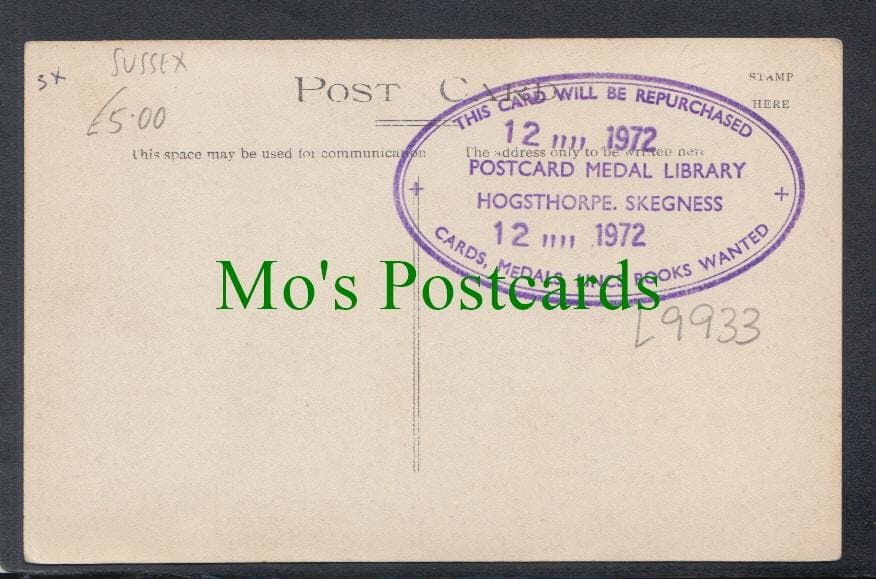 SUSSEX
£5.00
POST CARD
STAMP
HERE
This space may be used for communication
The address only to be written here
THIS CARD WILL BE REPURCHASED
12 1972
POSTCARD MEDAL LIBRARY
HOGSTHORPE. SKEGNESS
12 1972
CARDS, MEDALS, LINCS BOOKS WANTED
Mo's Postcards
L9933